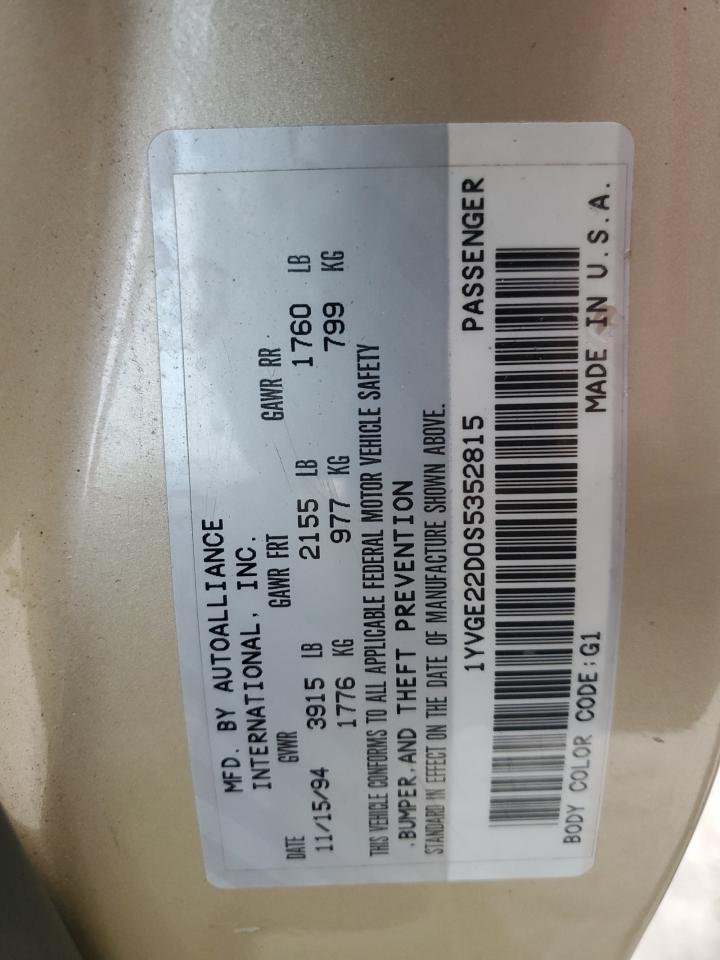 MFD. BY AUTOALLIANCE
INTERNATIONAL, INC.
DATE GVWR GAWR FRT GAWR RR
11/15/94 3915 LB 2155 LB 1760 LB
1776 KG 977 KG 799 KG
THIS VEHICLE CONFORMS TO ALL APPLICABLE FEDERAL MOTOR VEHICLE SAFETY
,BUMPER,AND THEFT PREVENTION
STANDARD IN EFFECT ON THE DATE OF MANUFACTURE SHOWN ABOVE.
1YVGE22D0S5352815 PASSENGER
BODY COLOR CODE:G1 MADE IN U.S.A.